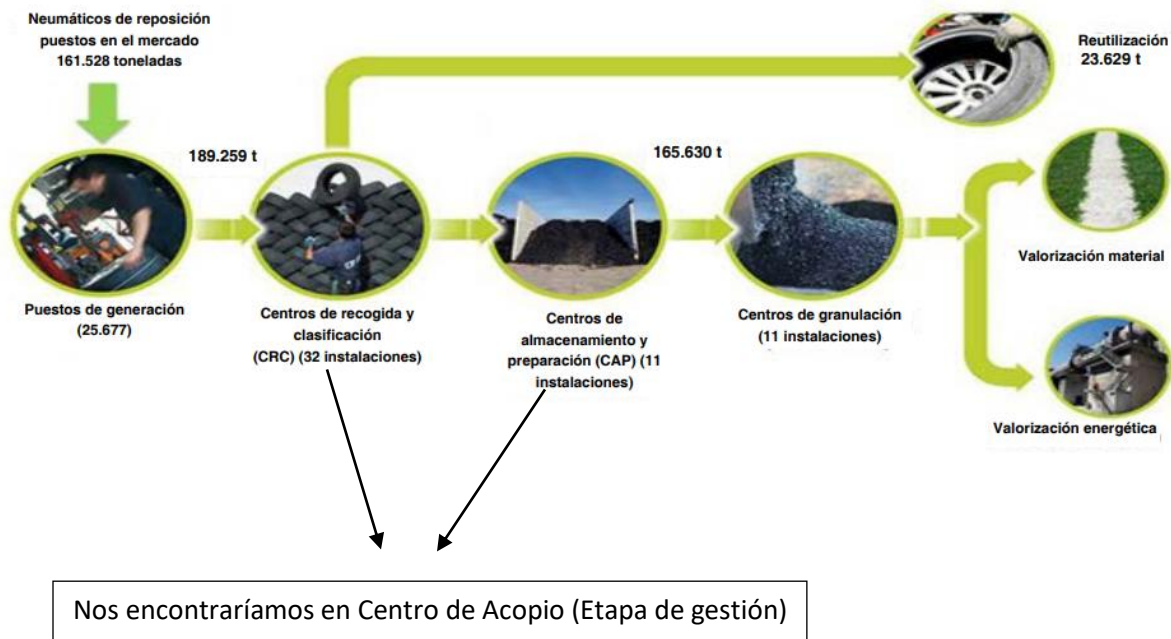 Neumáticos de reposición
puestos en el mercado
161.528 toneladas
Reutilización
23.629 t
189.259 t
165.630 t
Puestos de generación
(25.677)
Centros de recogida y
clasificación
(CRC) (32 instalaciones)
Centros de
almacenamiento y
preparación (CAP) (11
instalaciones)
Centros de granulación
(11 instalaciones)
Valorización material
Valorización energética
Nos encontraríamos en Centro de Acopio (Etapa de gestión)